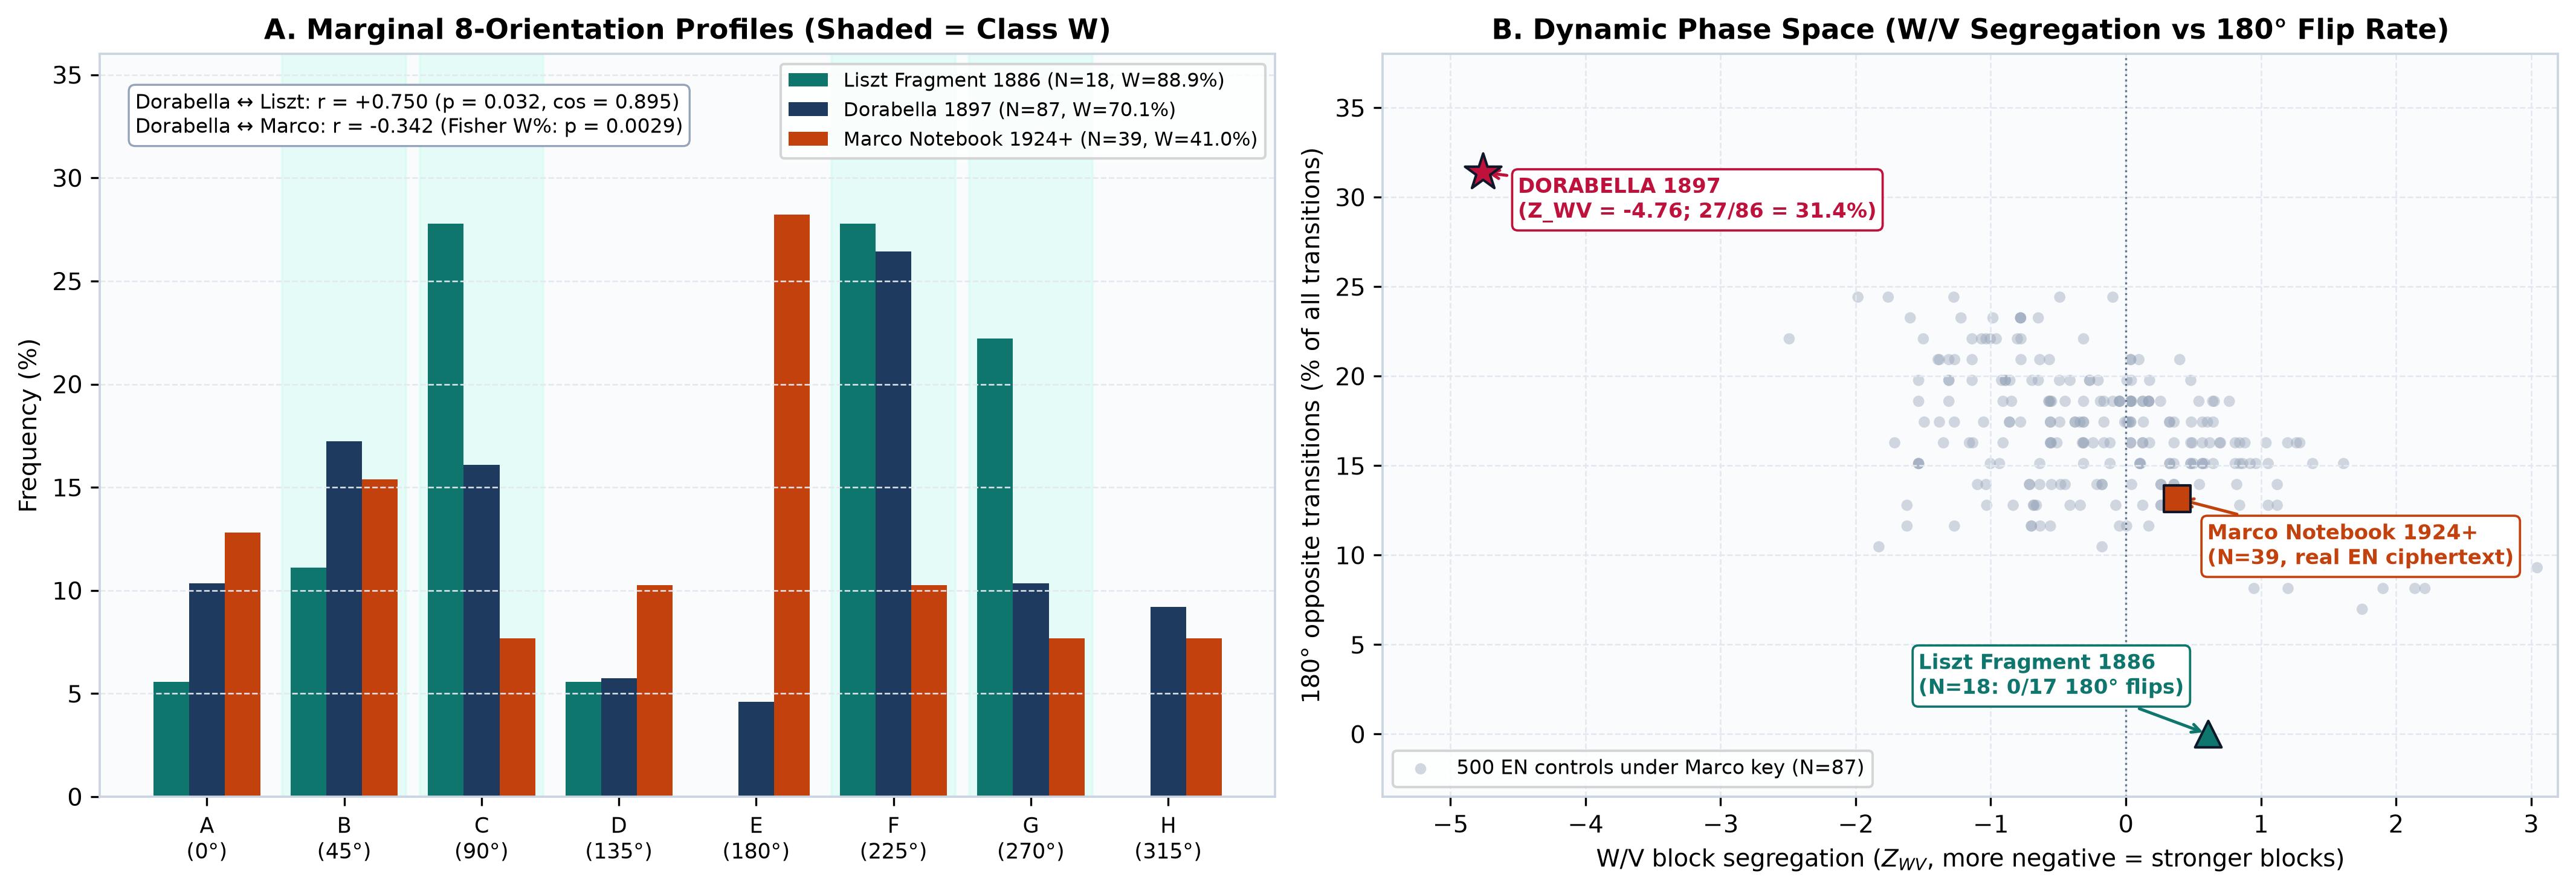 A. Marginal 8-Orientation Profiles (Shaded = Class W)
35
30
25
20
15
10
5
0
Frequency (%)
Dorabella ↔ Liszt: r = +0.750 (p = 0.032, cos = 0.895)
Dorabella ↔ Marco: r = -0.342 (Fisher W%: p = 0.0029)
Liszt Fragment 1886 (N=18, W=88.9%)
Dorabella 1897 (N=87, W=70.1%)
Marco Notebook 1924+ (N=39, W=41.0%)
A B C D E F G H
(0°) (45°) (90°) (135°) (180°) (225°) (270°) (315°)
B. Dynamic Phase Space (W/V Segregation vs 180° Flip Rate)
35
30
25
20
15
10
5
0
180° opposite transitions (% of all transitions)
DORABELLA 1897
(Z_WV = -4.76; 27/86 = 31.4%)
Marco Notebook 1924+
(N=39, real EN ciphertext)
Liszt Fragment 1886
(N=18: 0/17 180° flips)
500 EN controls under Marco key (N=87)
−5 −4 −3 −2 −1 0 1 2 3
W/V block segregation (Z_WV, more negative = stronger blocks)